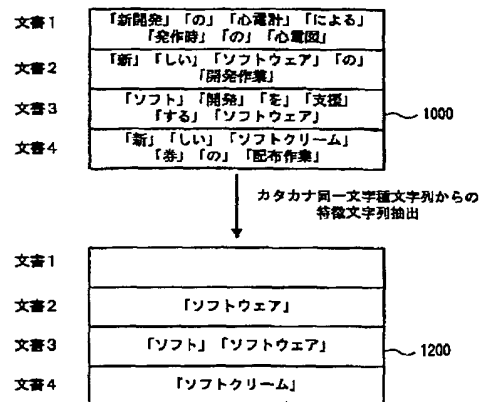 文書1
「新開発」「の」「心電計」「による」
「発作時」「の」「心電図」
文書2
「新」「しい」「ソフトウェア」「の」
「開発作業」
文書3
「ソフト」「開発」「を」「支援」
「する」「ソフトウェア」
1000
文書4
「新」「しい」「ソフトクリーム」
「券」「の」「配布作業」
カタカナ同一文字種文字列からの
特徴文字列抽出
文書1
文書2
「ソフトウェア」
文書3
「ソフト」「ソフトウェア」
1200
文書4
「ソフトクリーム」